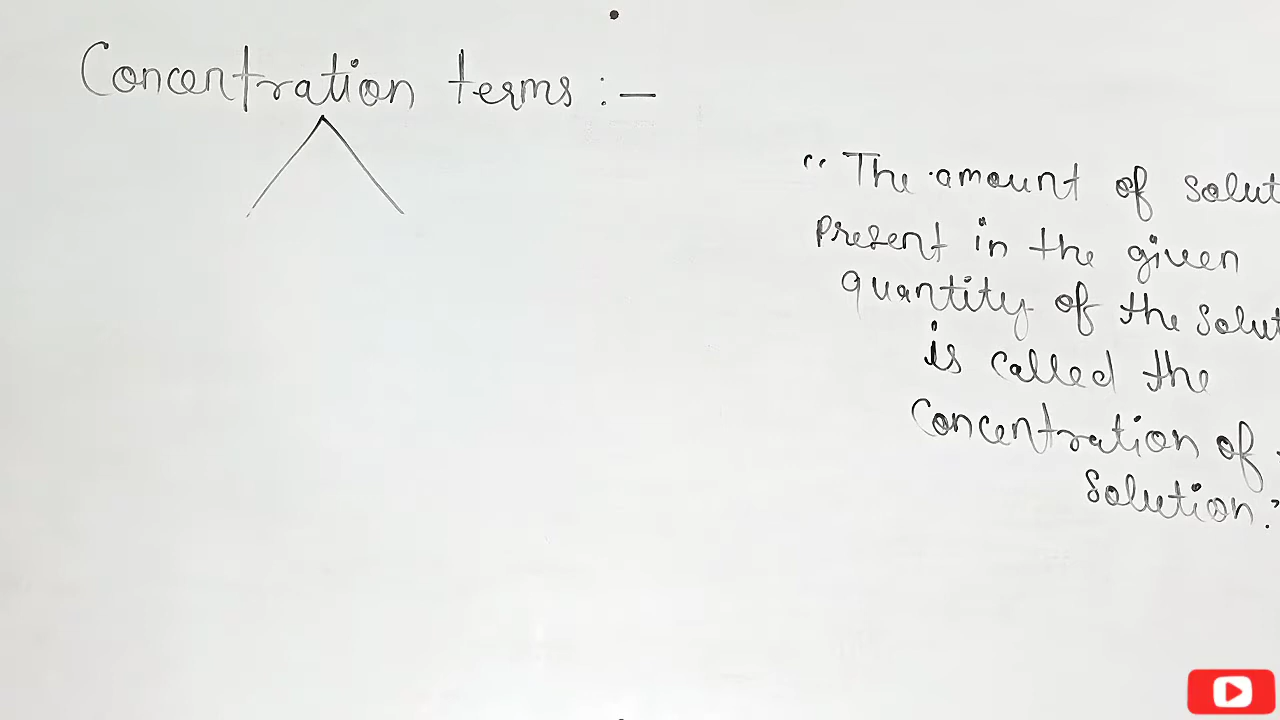 Concentration terms :-
“ The amount of solut
present in the given
quantity of the solut
is called the
Concentration of
Solution.”